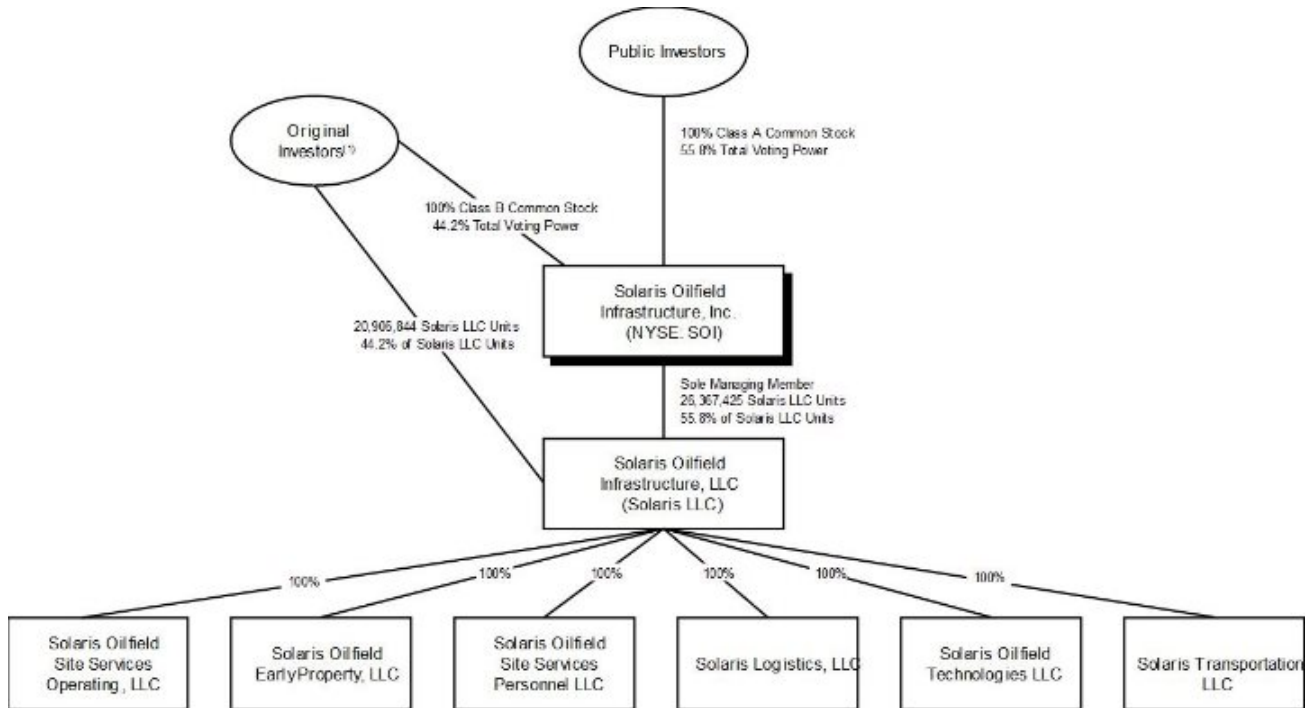 Public Investors
Original
Investors(1)
100% Class A Common Stock
55.8% Total Voting Power
100% Class B Common Stock
44.2% Total Voting Power
Solaris Oilfield
Infrastructure, Inc.
(NYSE: SOI)
20,906,844 Solaris LLC Units
44.2% of Solaris LLC Units
Sole Managing Member
26,367,425 Solaris LLC Units
55.8% of Solaris LLC Units
Solaris Oilfield
Infrastructure, LLC
(Solaris LLC)
100%
100%
100%
100%
100%
100%
Solaris Oilfield
Site Services
Operating, LLC
Solaris Oilfield
Early Property, LLC
Solaris Oilfield
Site Services
Personnel LLC
Solaris Logistics, LLC
Solaris Oilfield
Technologies LLC
Solaris Transportation
LLC